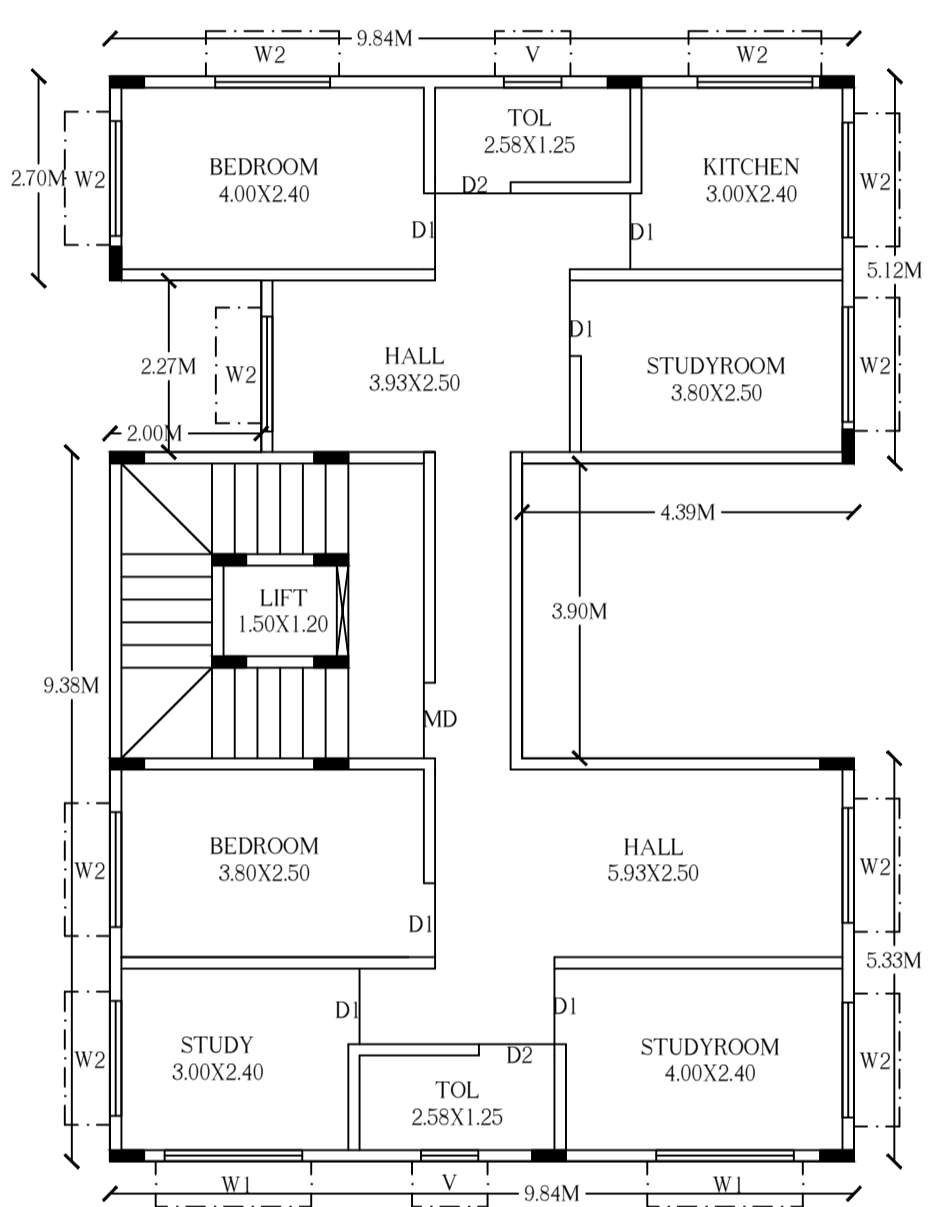 9.84M
W2
V
W2
TOL
2.58X1.25
BEDROOM
4.00X2.40
KITCHEN
3.00X2.40
2.70M
W2
W2
D2
D1
D1
5.12M
D1
HALL
3.93X2.50
STUDYROOM
3.80X2.50
2.27M
W2
W2
2.00M
4.39M
LIFT
1.50X1.20
3.90M
9.38M
MD
BEDROOM
3.80X2.50
HALL
5.93X2.50
W2
W2
D1
5.33M
D1
D1
STUDY
3.00X2.40
D2
STUDYROOM
4.00X2.40
W2
W2
TOL
2.58X1.25
W1
V
W1
9.84M